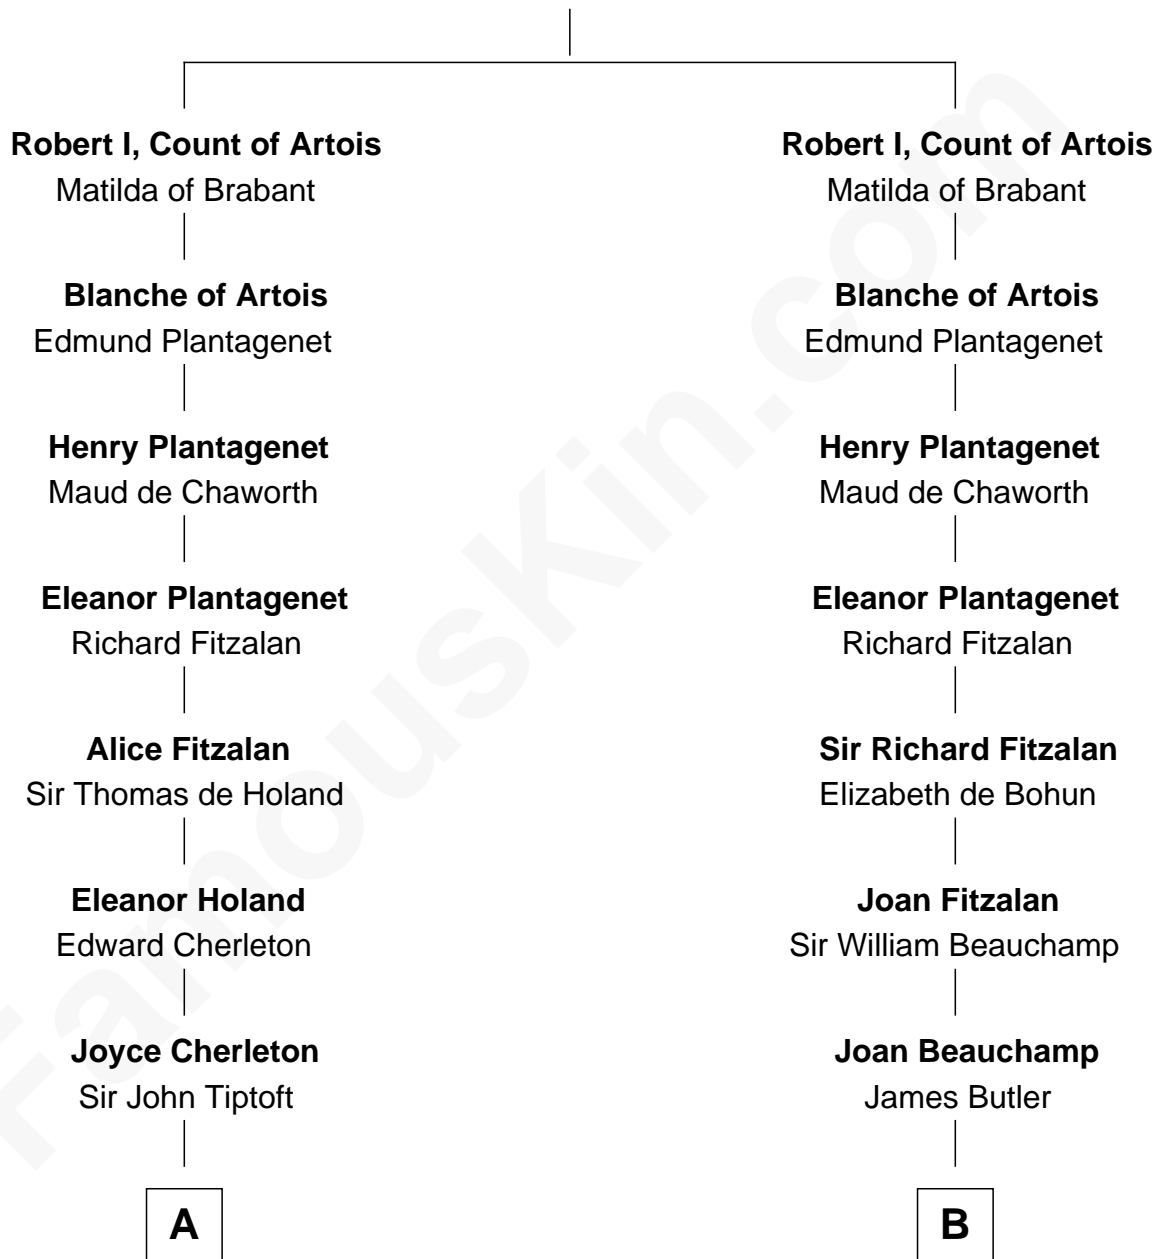 Robert I, Count of Artois
Matilda of Brabant
Blanche of Artois
Edmund Plantagenet
Henry Plantagenet
Maud de Chaworth
Eleanor Plantagenet
Richard Fitzalan
Alice Fitzalan
Sir Thomas de Holand
Eleanor Holand
Edward Cherleton
Joyce Cherleton
Sir John Tiptoft
A
Robert I, Count of Artois
Matilda of Brabant
Blanche of Artois
Edmund Plantagenet
Henry Plantagenet
Maud de Chaworth
Eleanor Plantagenet
Richard Fitzalan
Sir Richard Fitzalan
Elizabeth de Bohun
Joan Fitzalan
Sir William Beauchamp
Joan Beauchamp
James Butler
B
FamousKin.com